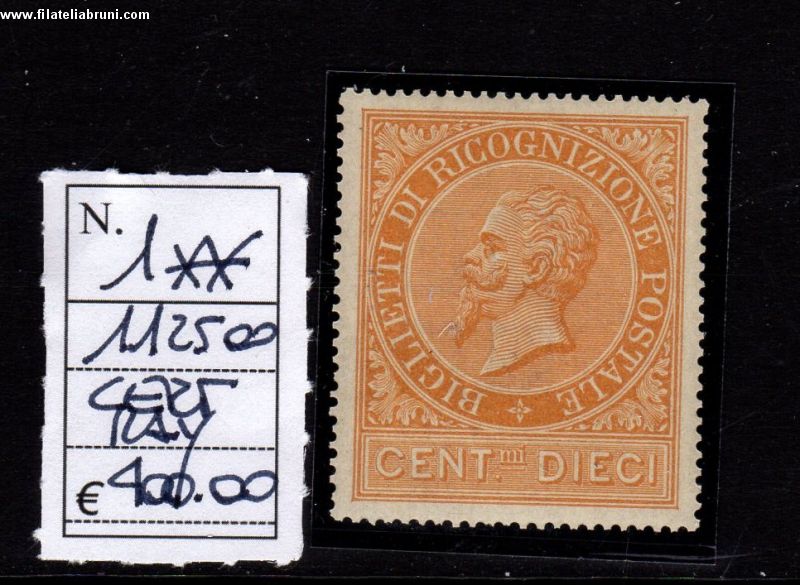 www.filateliabruni.com
N.
1**
1125 00
CERT
RAY
€ 400.00
BIGLIETTI DI RICOGNIZIONE POSTALE
CENT.mi DIECI